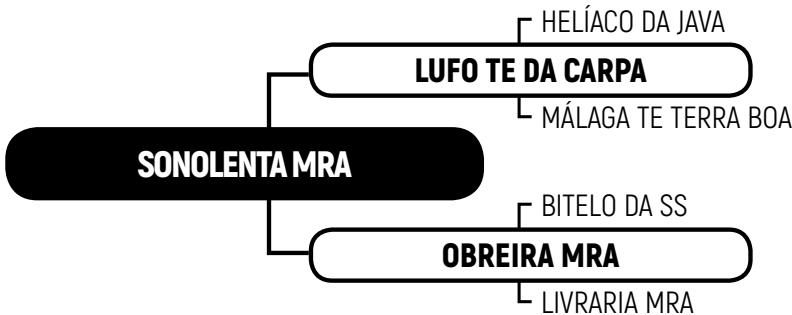 HELÍACO DA JAVA
LUFO TE DA CARPA
MÁLAGA TE TERRA BOA
SONOLENTA MRA
BITELO DA SS
OBREIRA MRA
LIVRARIA MRA